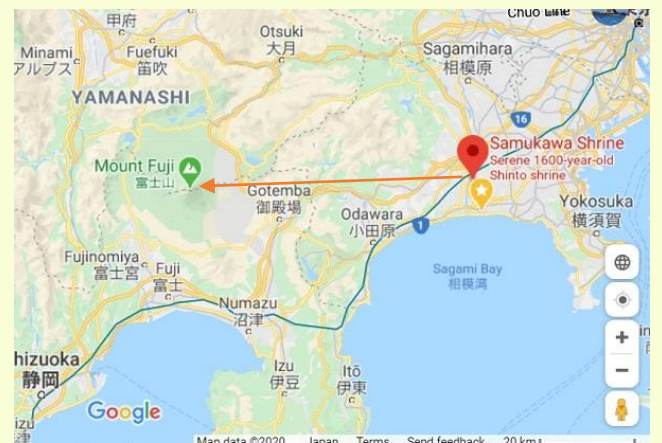 甲府
Chuo Line
Otsuki
大月
Minami
アルプス
Fuefuki
笛吹
Sagamihara
相模原
YAMANASHI
16
Samukawa Shrine
Serene 1600-year-old
Shinto shrine
Mount Fuji
富士山
Gotemba
御殿場
Yokosuka
横須賀
Odawara
小田原
1
Fujinomiya
富士宮
Fuji
富士
Sagami Bay
相模湾
Numazu
沼津
hizuoka
静岡
Izu
伊豆
Itō
伊東
Google
izu
津
Map data ©2020 Japan Terms Send feedback 20 km